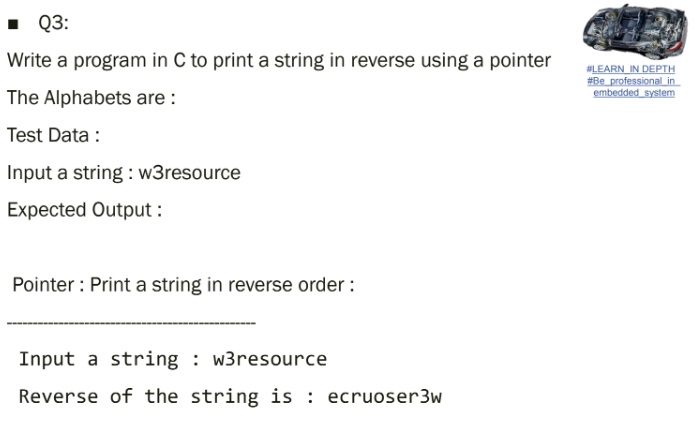 ▪ Q3:
#LEARN_IN DEPTH
#Be_professional_in_
embedded_system
Write a program in C to print a string in reverse using a pointer
The Alphabets are :
Test Data :
Input a string : w3resource
Expected Output :
Pointer : Print a string in reverse order :
------------------------------------------------
Input a string : w3resource
Reverse of the string is : ecruoser3w